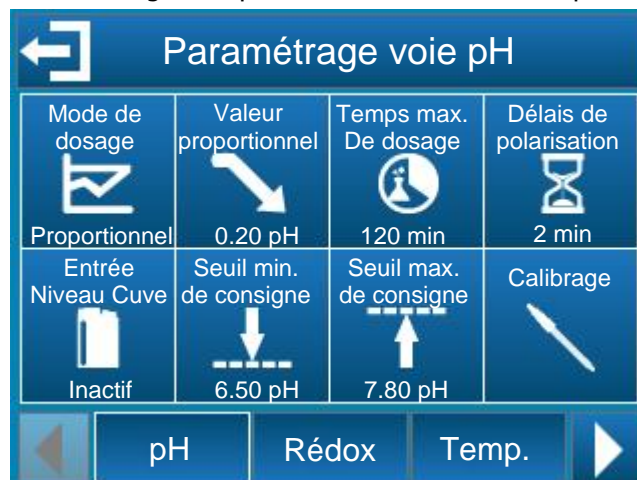 Paramétrage voie pH
Mode de
dosage
Proportionnel
Valeur
proportionnel
0.20 pH
Temps max.
De dosage
120 min
Délais de
polarisation
2 min
Entrée
Niveau Cuve
Inactif
Seuil min.
de consigne
6.50 pH
Seuil max.
de consigne
7.80 pH
Calibrage
pH
Rédox
Temp.